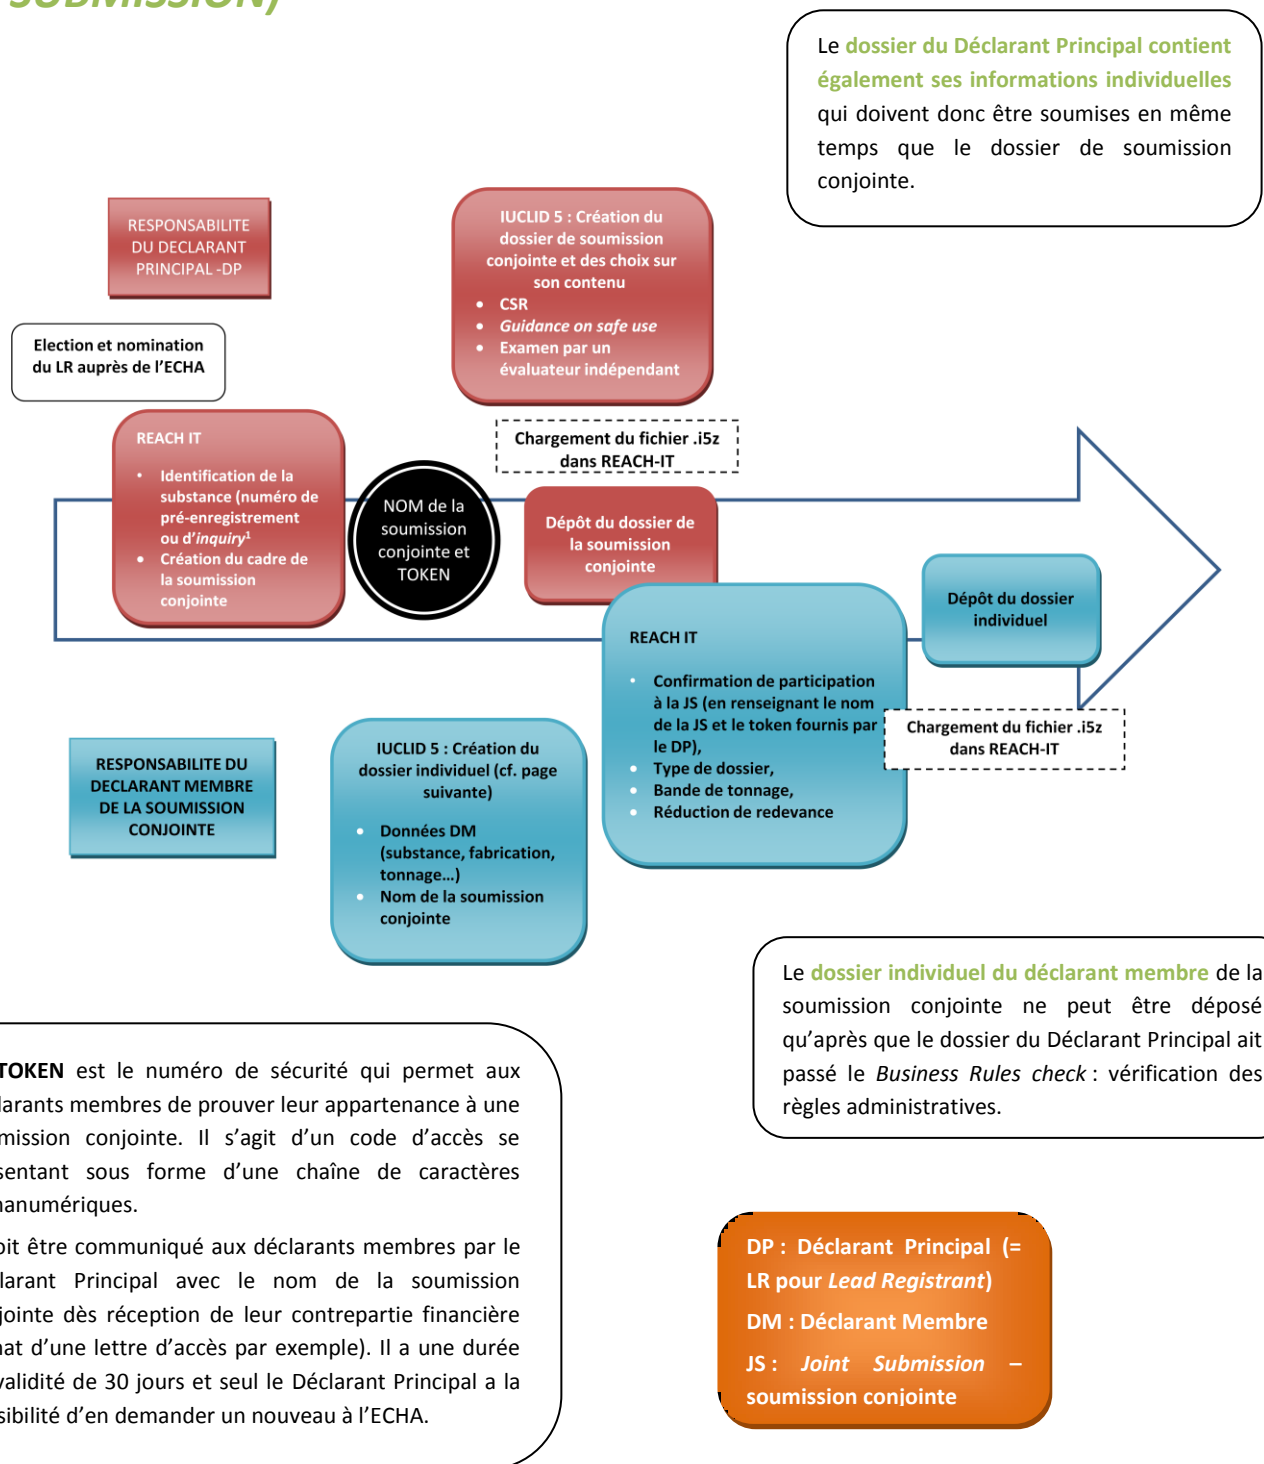 SUBMISSION)
Le dossier du Déclarant Principal contient
également ses informations individuelles
qui doivent donc être soumises en même
temps que le dossier de soumission
conjointe.
RESPONSABILITE
DU DECLARANT
PRINCIPAL -DP
IUCLID 5 : Création du
dossier de soumission
conjointe et des choix sur
son contenu
• CSR
• Guidance on safe use
• Examen par un
évaluateur indépendant
Election et nomination
du LR auprès de l’ECHA
REACH IT
• Identification de la
substance (numéro de
pré-enregistrement
ou d’inquiry¹
• Création du cadre de
la soumission
conjointe
NOM de la
soumission
conjointe et
TOKEN
Chargement du fichier .i5z
dans REACH-IT
Dépôt du dossier de
la soumission
conjointe
REACH IT
• Confirmation de participation
à la JS (en renseignant le nom
de la JS et le token fournis par
le DP),
• Type de dossier,
• Bande de tonnage,
• Réduction de redevance
Dépôt du dossier
individuel
Chargement du fichier .i5z
dans REACH-IT
RESPONSABILITE DU
DECLARANT MEMBRE
DE LA SOUMISSION
CONJOINTE
IUCLID 5 : Création du
dossier individuel (cf. page
suivante)
• Données DM
(substance, fabrication,
tonnage…)
• Nom de la soumission
conjointe
Le dossier individuel du déclarant membre de la
soumission conjointe ne peut être déposé
qu’après que le dossier du Déclarant Principal ait
passé le Business Rules check : vérification des
règles administratives.
TOKEN est le numéro de sécurité qui permet aux
larants membres de prouver leur appartenance à une
mission conjointe. Il s’agit d’un code d’accès se
sentant sous forme d’une chaîne de caractères
anumériques.
oit être communiqué aux déclarants membres par le
larant Principal avec le nom de la soumission
jointe dès réception de leur contrepartie financière
at d’une lettre d’accès par exemple). Il a une durée
validité de 30 jours et seul le Déclarant Principal a la
sibilité d’en demander un nouveau à l’ECHA.
DP : Déclarant Principal (=
LR pour Lead Registrant)
DM : Déclarant Membre
JS : Joint Submission –
soumission conjointe